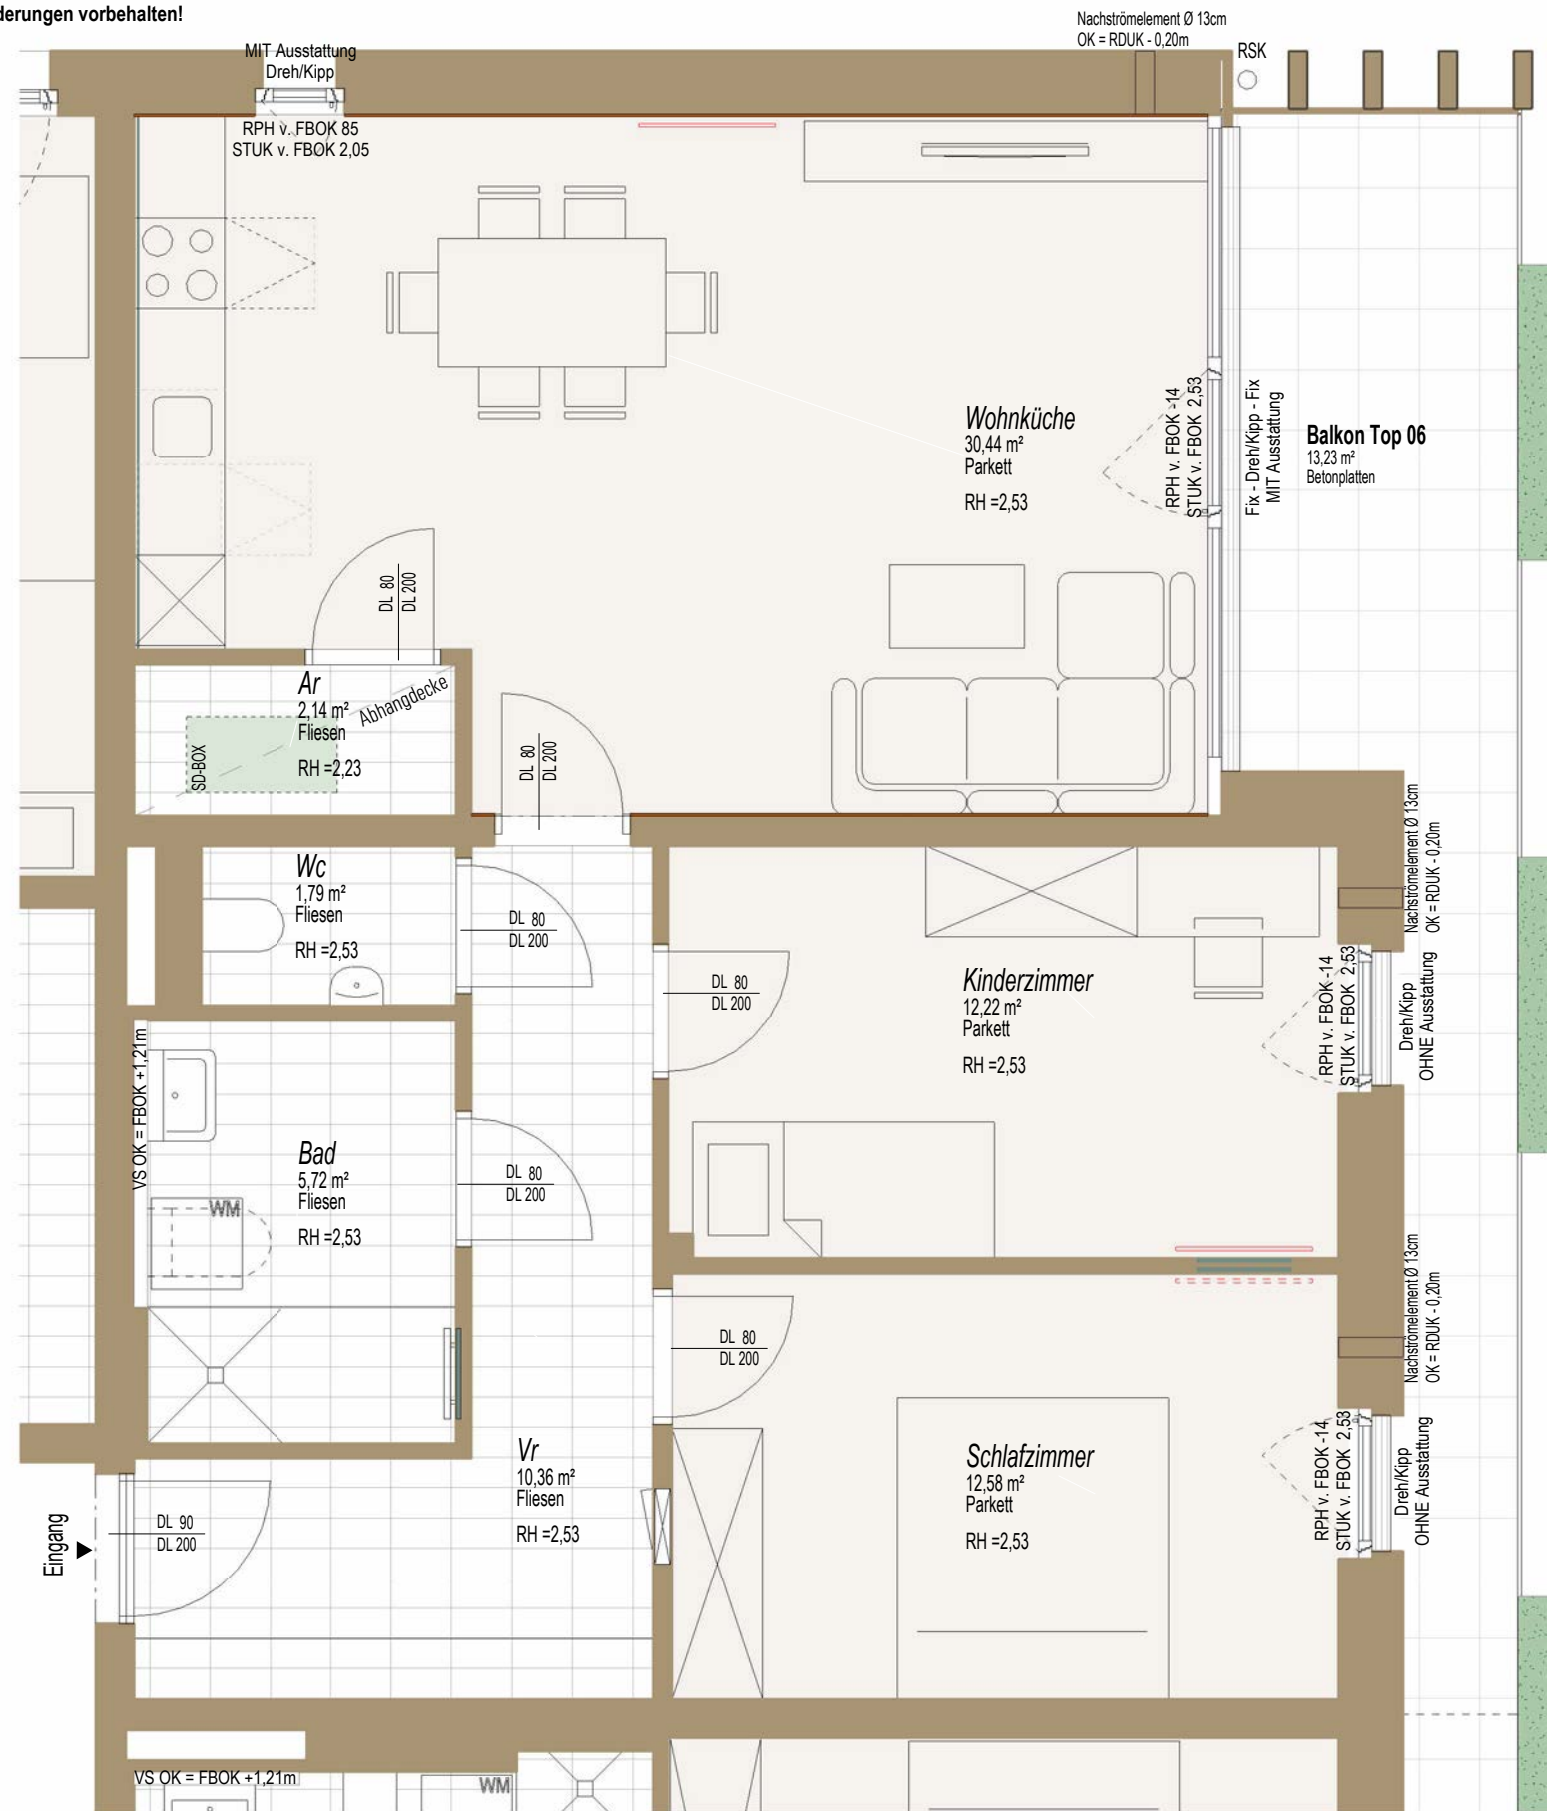 derungen vorbehalten!
Nachströmelement Ø 13cm
OK = RDUK - 0,20m
RSK
MIT Ausstattung
Dreh/Kipp
RPH v. FBOK 85
STUK v. FBOK 2,05
Wohnküche
30,44 m²
Parkett
RH =2,53
RPH v. FBOK -14
STUK v. FBOK 2,53
Fix - Dreh/Kipp - Fix
MIT Ausstattung
Balkon Top 06
13,23 m²
Betonplatten
DL 80
DL 200
Ar
2,14 m²
Fliesen
RH =2,23
Abhangdecke
SD-BOX
DL 80
DL 200
Wc
1,79 m²
Fliesen
RH =2,53
DL 80
DL 200
DL 80
DL 200
Kinderzimmer
12,22 m²
Parkett
RH =2,53
Nachströmelement Ø 13cm
OK = RDUK - 0,20m
RPH v. FBOK -14
STUK v. FBOK 2,53
Dreh/Kipp
OHNE Ausstattung
VS OK = FBOK +1,21m
Bad
5,72 m²
Fliesen
RH =2,53
WM
DL 80
DL 200
Nachströmelement Ø 13cm
OK = RDUK - 0,20m
DL 80
DL 200
Vr
10,36 m²
Fliesen
RH =2,53
Schlafzimmer
12,58 m²
Parkett
RH =2,53
RPH v. FBOK -14
STUK v. FBOK 2,53
Dreh/Kipp
OHNE Ausstattung
Eingang
DL 90
DL 200
VS OK = FBOK +1,21m
WM